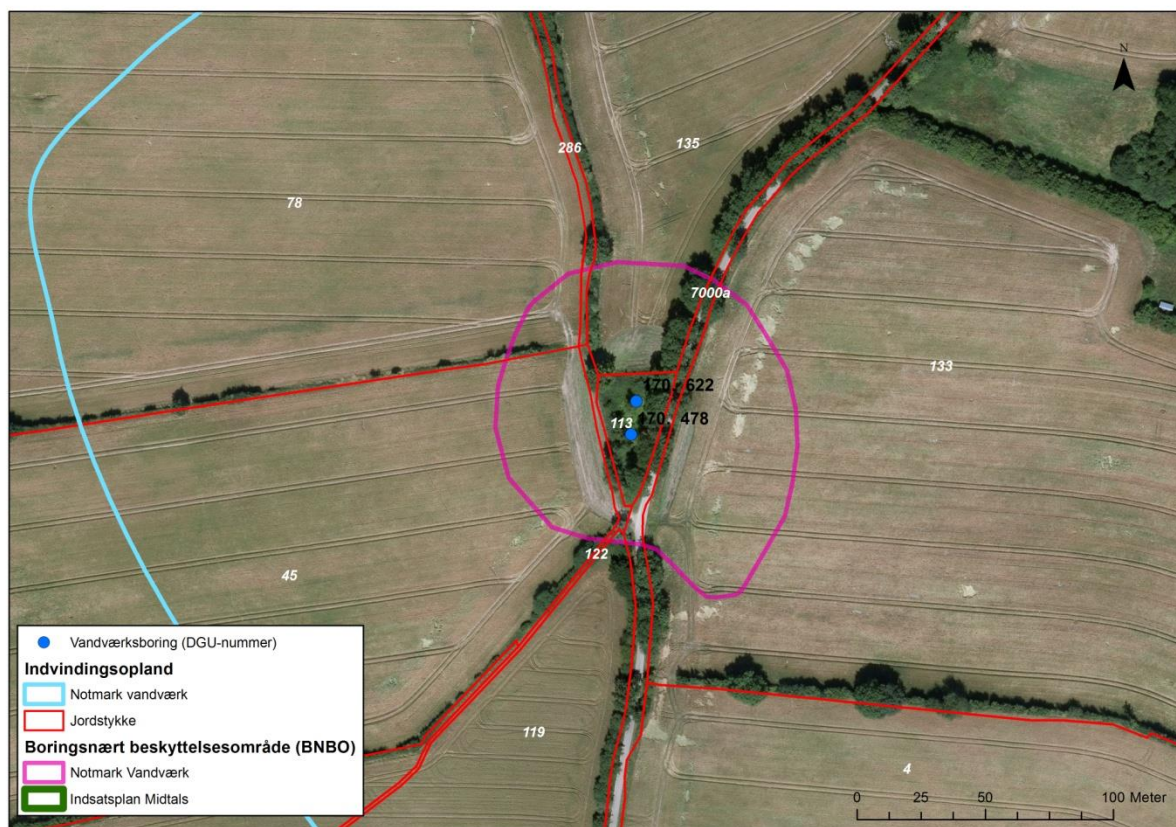 N
286
135
78
7000a
133
170. 622
113
170. 478
122
45
119
4
Vandværksboring (DGU-nummer)
Indvindingsopland
Notmark vandværk
Jordstykke
Boringsnært beskyttelsesområde (BNBO)
Notmark Vandværk
Indsatsplan Midtals
0 25 50 100 Meter